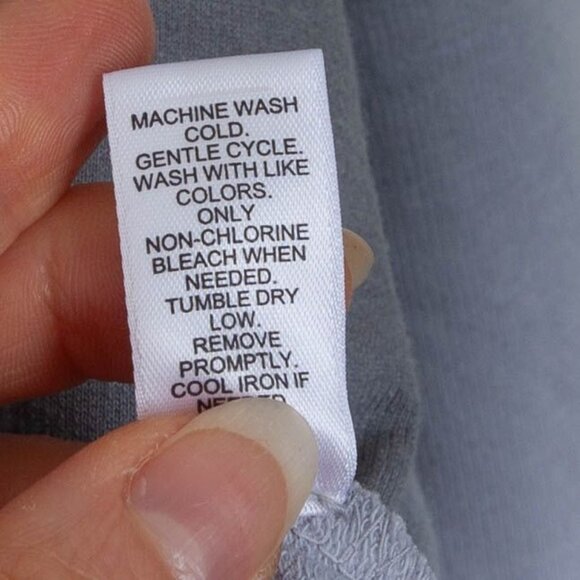 MACHINE WASH
COLD.
GENTLE CYCLE.
WASH WITH LIKE
COLORS.
ONLY
NON-CHLORINE
BLEACH WHEN
NEEDED.
TUMBLE DRY
LOW.
REMOVE
PROMPTLY.
COOL IRON IF